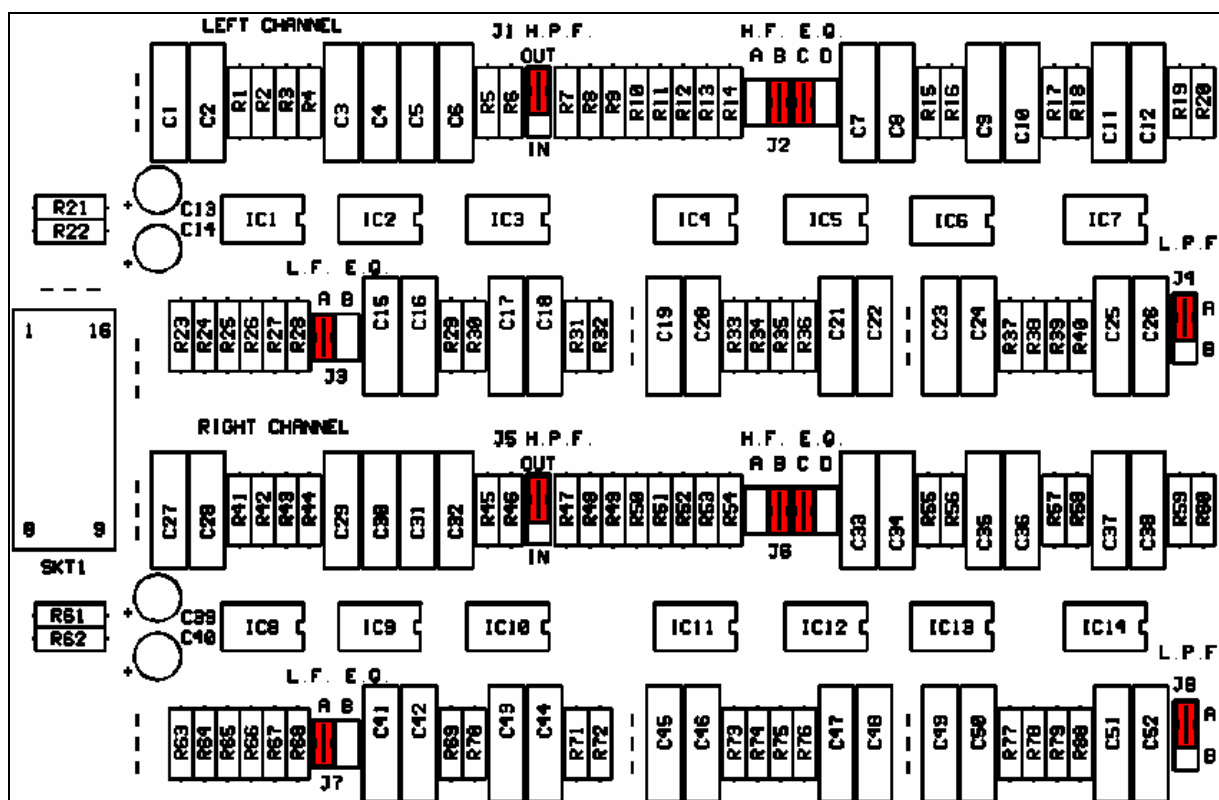 LEFT CHANNEL J1 H.P.F. H.F. E.Q.
OUT A B C D
C1 C2 R1 R2 R3 R4 C3 C4 C5 C6 R5 R6 R7 R8 R9 R10 R11 R12 R13 R14 C7 C8 R15 R16 C9 C10 R17 R18 C11 C12 R19 R20
IN J2
R21 + C13
R22 C14
+
IC1 IC2 IC3 IC4 IC5 IC6 IC7
L.F. E.Q. L.P.F
A B J4
1 16
R23 R24 R25 R26 R27 R28 C15 C16 R29 R30 C17 C18 R31 R32 C19 C20 R33 R34 R35 R36 C21 C22 C23 C24 R37 R38 R39 R40 C25 C26 A
J3 B
RIGHT CHANNEL J5 H.P.F. H.F. E.Q.
OUT A B C D
C27 C28 R41 R42 R43 R44 C29 C30 C31 C32 R45 R46 R47 R48 R49 R50 R51 R52 R53 R54 C33 C34 R55 R56 C35 C36 R57 R58 C37 C38 R59 R60
8 9
IN J6
SKT1
R61 + C39
R62 C40
+
IC8 IC9 IC10 IC11 IC12 IC13 IC14
L.F. E.Q. L.P.F
A B J8
R63 R64 R65 R66 R67 R68 C41 C42 R69 R70 C43 C44 R71 R72 C45 C46 R73 R74 R75 R76 C47 C48 C49 C50 R77 R78 R79 R80 C51 C52 A
J7 B